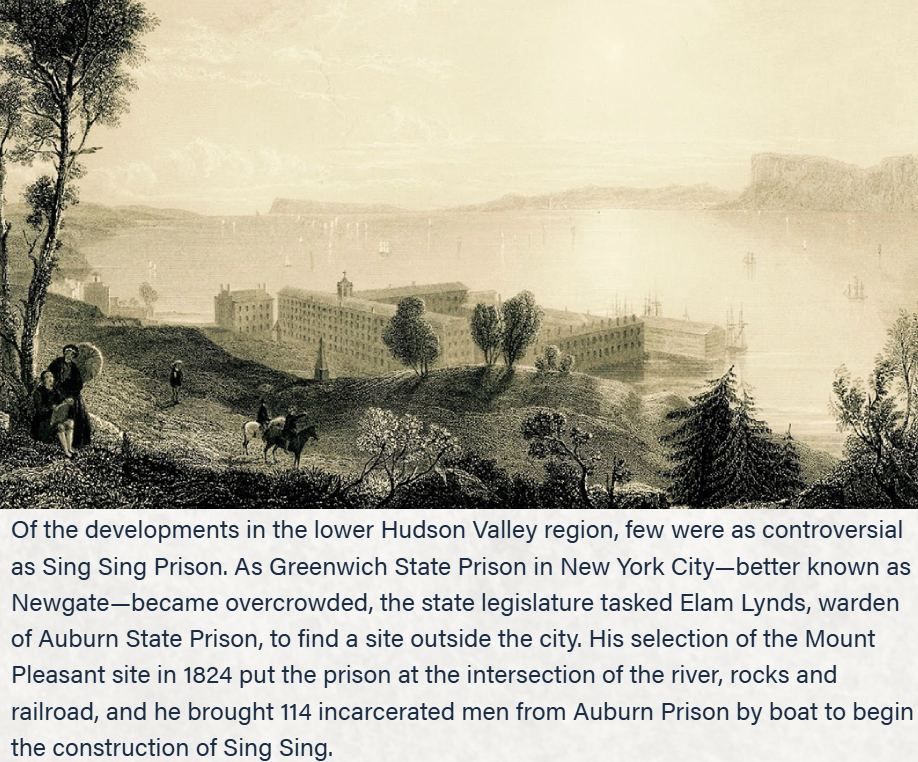 Of the developments in the lower Hudson Valley region, few were as controversial
as Sing Sing Prison. As Greenwich State Prison in New York City—better known as
Newgate—became overcrowded, the state legislature tasked Elam Lynds, warden
of Auburn State Prison, to find a site outside the city. His selection of the Mount
Pleasant site in 1824 put the prison at the intersection of the river, rocks and
railroad, and he brought 114 incarcerated men from Auburn Prison by boat to begin
the construction of Sing Sing.